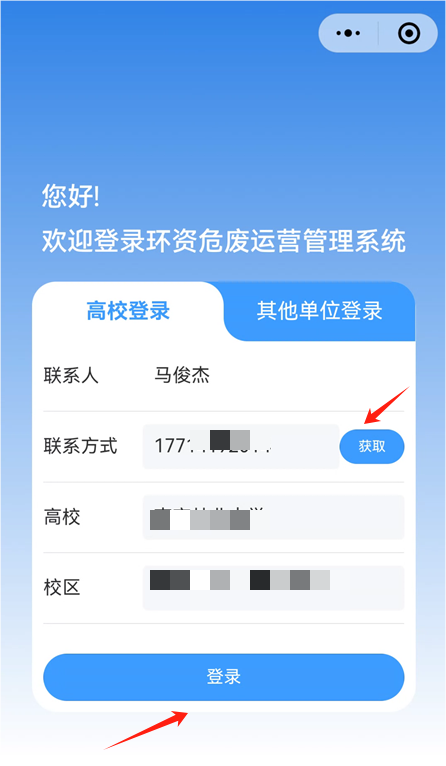 您好!
欢迎登录环资危废运营管理系统
高校登录
其他单位登录
联系人
马俊杰
联系方式
1771
获取
高校
校区
登录